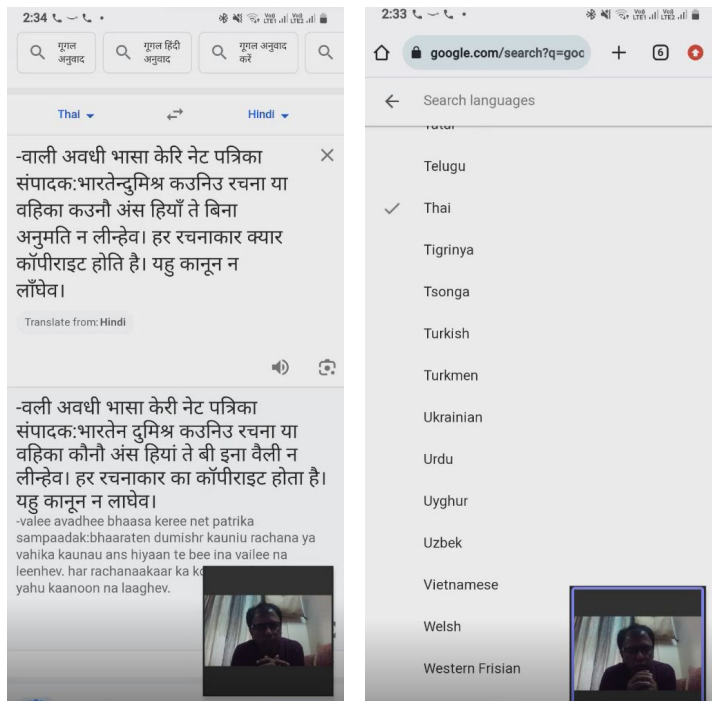 2:34
गूगल
अनुवाद
गूगल हिंदी
अनुवाद
गूगल अनुवाद
करें
Thai
Hindi
-वाली अवधी भासा केरि नेट पत्रिका
संपादक:भारतेन्दुमिश्र कउनिउ रचना या
वहिका कउनौ अंस हियाँ ते बिना
अनुमति न लीन्हेव। हर रचनाकार क्यार
कॉपीराइट होति है। यहु कानून न
लाँघेव।
Translate from: Hindi
-वली अवधी भासा केरी नेट पत्रिका
संपादक:भारतेन दुमिश्र कउनिउ रचना या
वहिका कौनौ अंस हियां ते बी इना वैली न
लीन्हेव। हर रचनाकार का कॉपीराइट होता है।
यहु कानून न लाघेव।
-valee avadhee bhaasa keree net patrika
sampaadak:bhaaraten dumishr kauniu rachana ya
vahika kaunau ans hiyaan te bee ina vailee na
leenhev. har rachanaakaar ka
yahu kaanoon na laaghev.
2:33
google.com/search?q=goo
6
Search languages
Telugu
Thai
Tigrinya
Tsonga
Turkish
Turkmen
Ukrainian
Urdu
Uyghur
Uzbek
Vietnamese
Welsh
Western Frisian